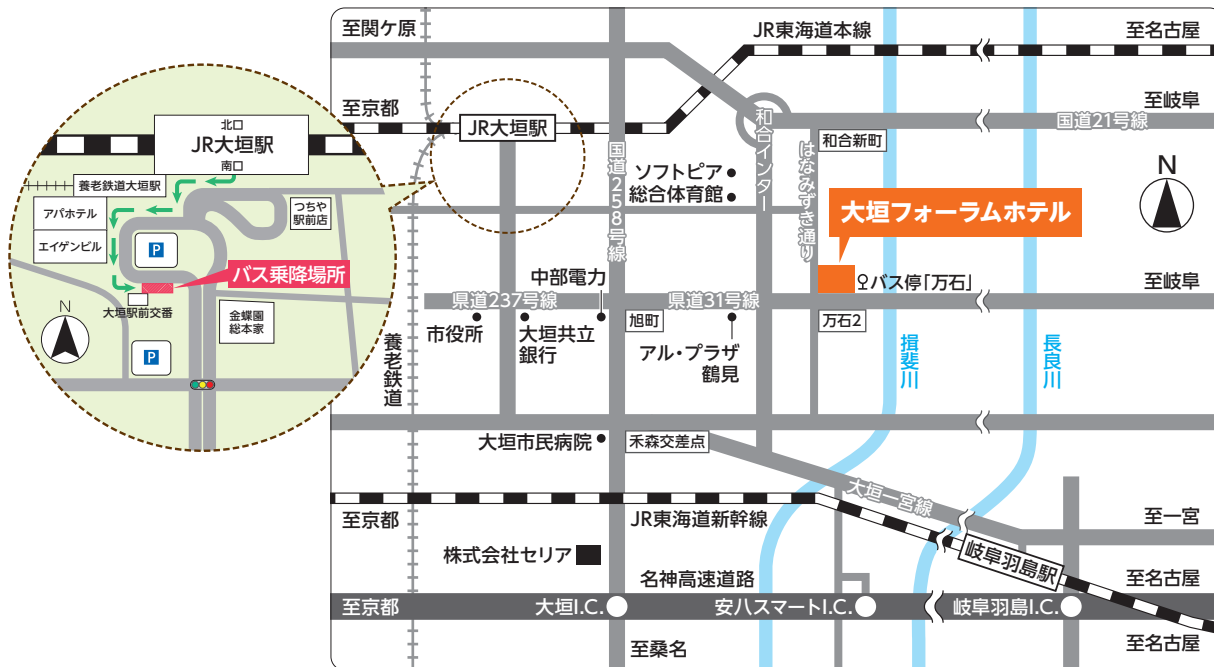 至関ケ原
JR東海道本線
至名古屋
至京都
JR大垣駅
国道258号線
和合インター
和合新町
はなみずき通り
至岐阜
国道21号線
ソフトピア
総合体育館
大垣フォーラムホテル
N
バス停「万石」
至岐阜
中部電力
県道237号線
県道31号線
市役所
大垣共立
銀行
旭町
アル・プラザ
鶴見
万石2
揖斐川
長良川
養老鉄道
大垣市民病院
禾森交差点
大垣一宮線
至京都
JR東海道新幹線
至一宮
岐阜羽島駅
株式会社セリア
名神高速道路
至名古屋
至京都
大垣I.C.
安八スマートI.C.
岐阜羽島I.C.
至桑名
至名古屋
北口
JR大垣駅
南口
養老鉄道大垣駅
アパホテル
エイゲンビル
P
つちや
駅前店
バス乗降場所
大垣駅前交番
金蝶園
総本家
N
P